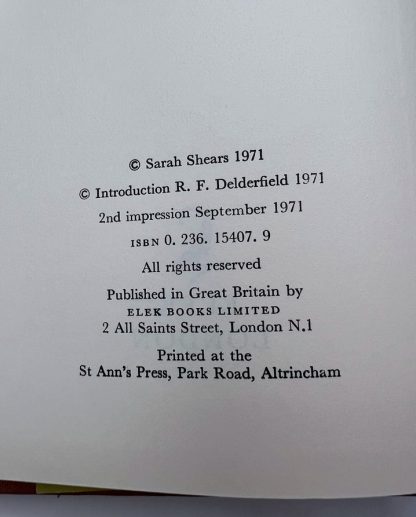 © Sarah Shears 1971
© Introduction R. F. Delderfield 1971
2nd impression September 1971
ISBN 0. 236. 15407. 9
All rights reserved
Published in Great Britain by
ELEK BOOKS LIMITED
2 All Saints Street, London N.1
Printed at the
St Ann's Press, Park Road, Altrincham